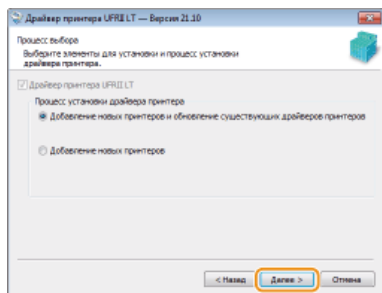 Драйвер принтера UFRII LT — Версия 21.10
Процесс выбора
Выберите элементы для установки и процесс установки
драйвера принтера.
Драйвер принтера UFRII LT
Процесс установки драйвера принтера
Добавление новых принтеров и обновление существующих драйверов принтеров
Добавление новых принтеров
< Назад Далее > Отмена